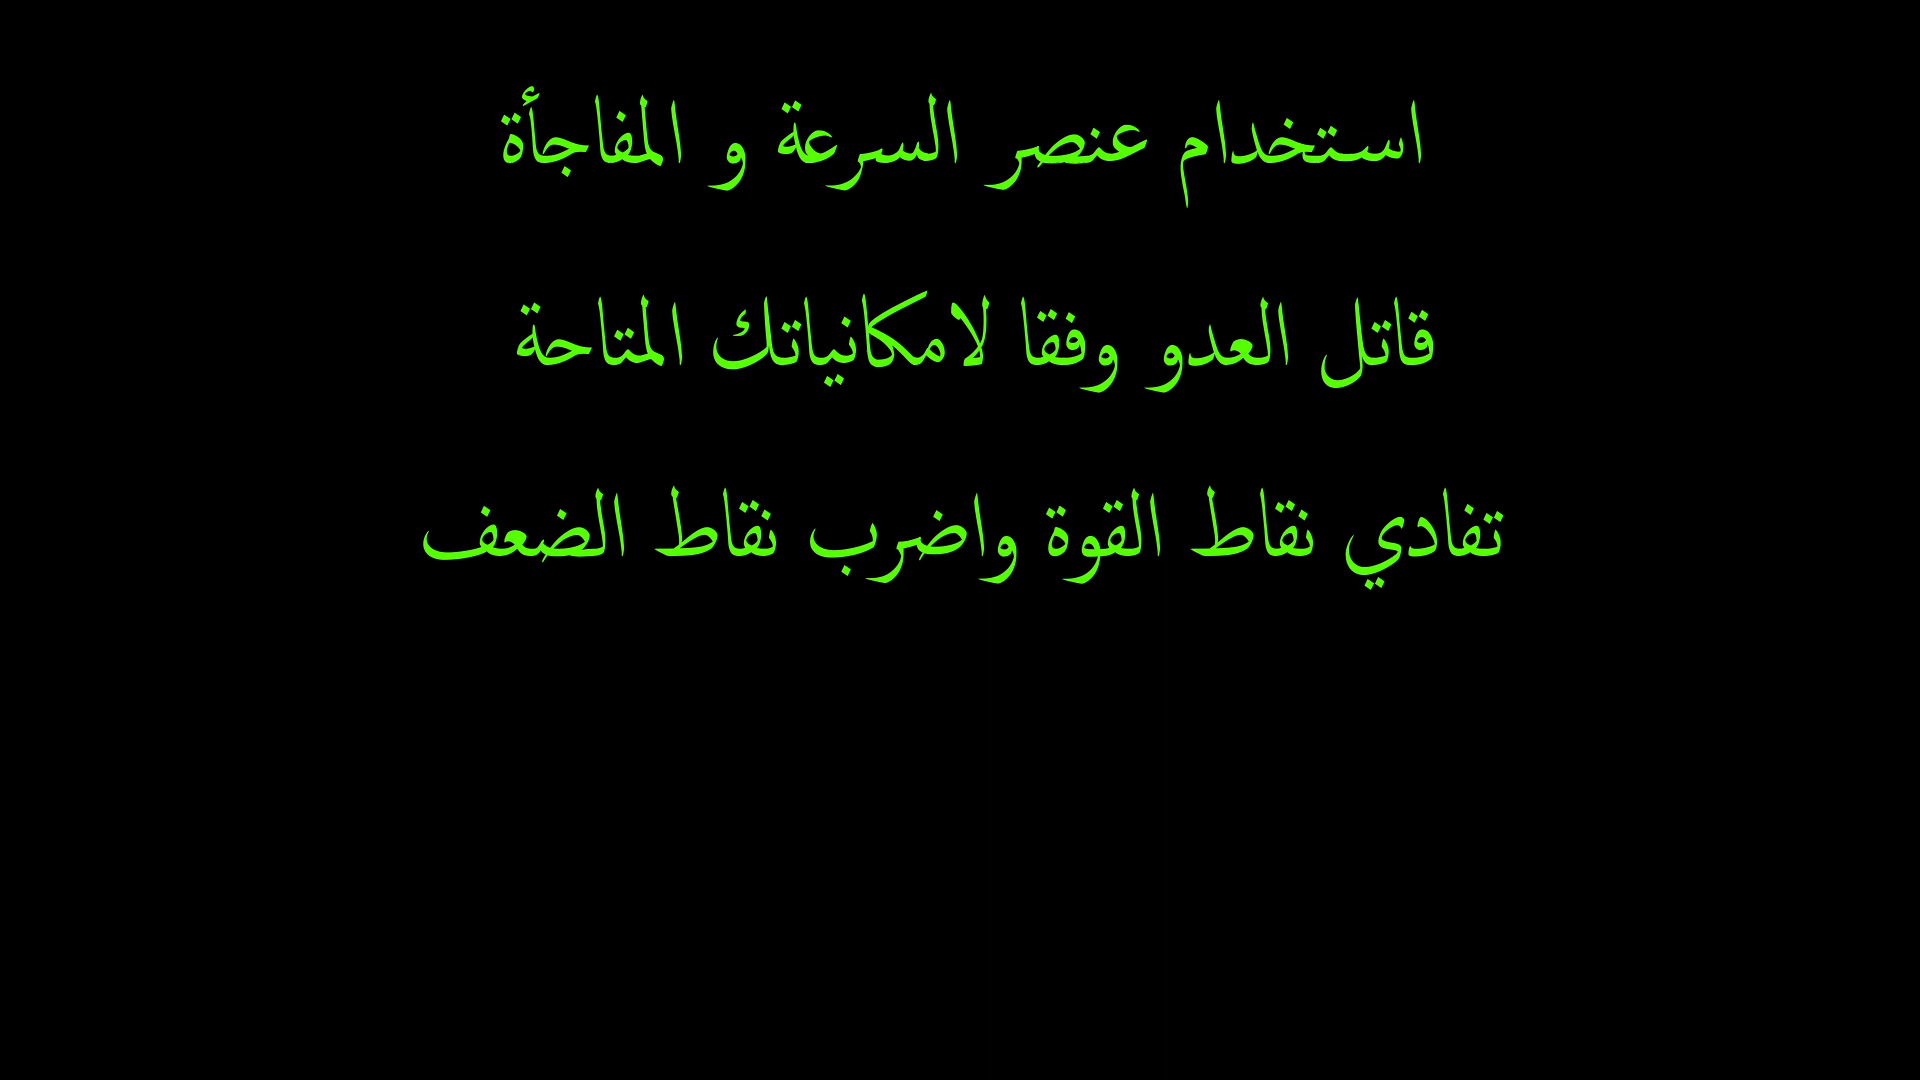 استخدام عنصر السرعة و المفاجأة
قاتل العدو وفقا لامكانياتك المتاحة
تفادي نقاط القوة واضرب نقاط الضعف